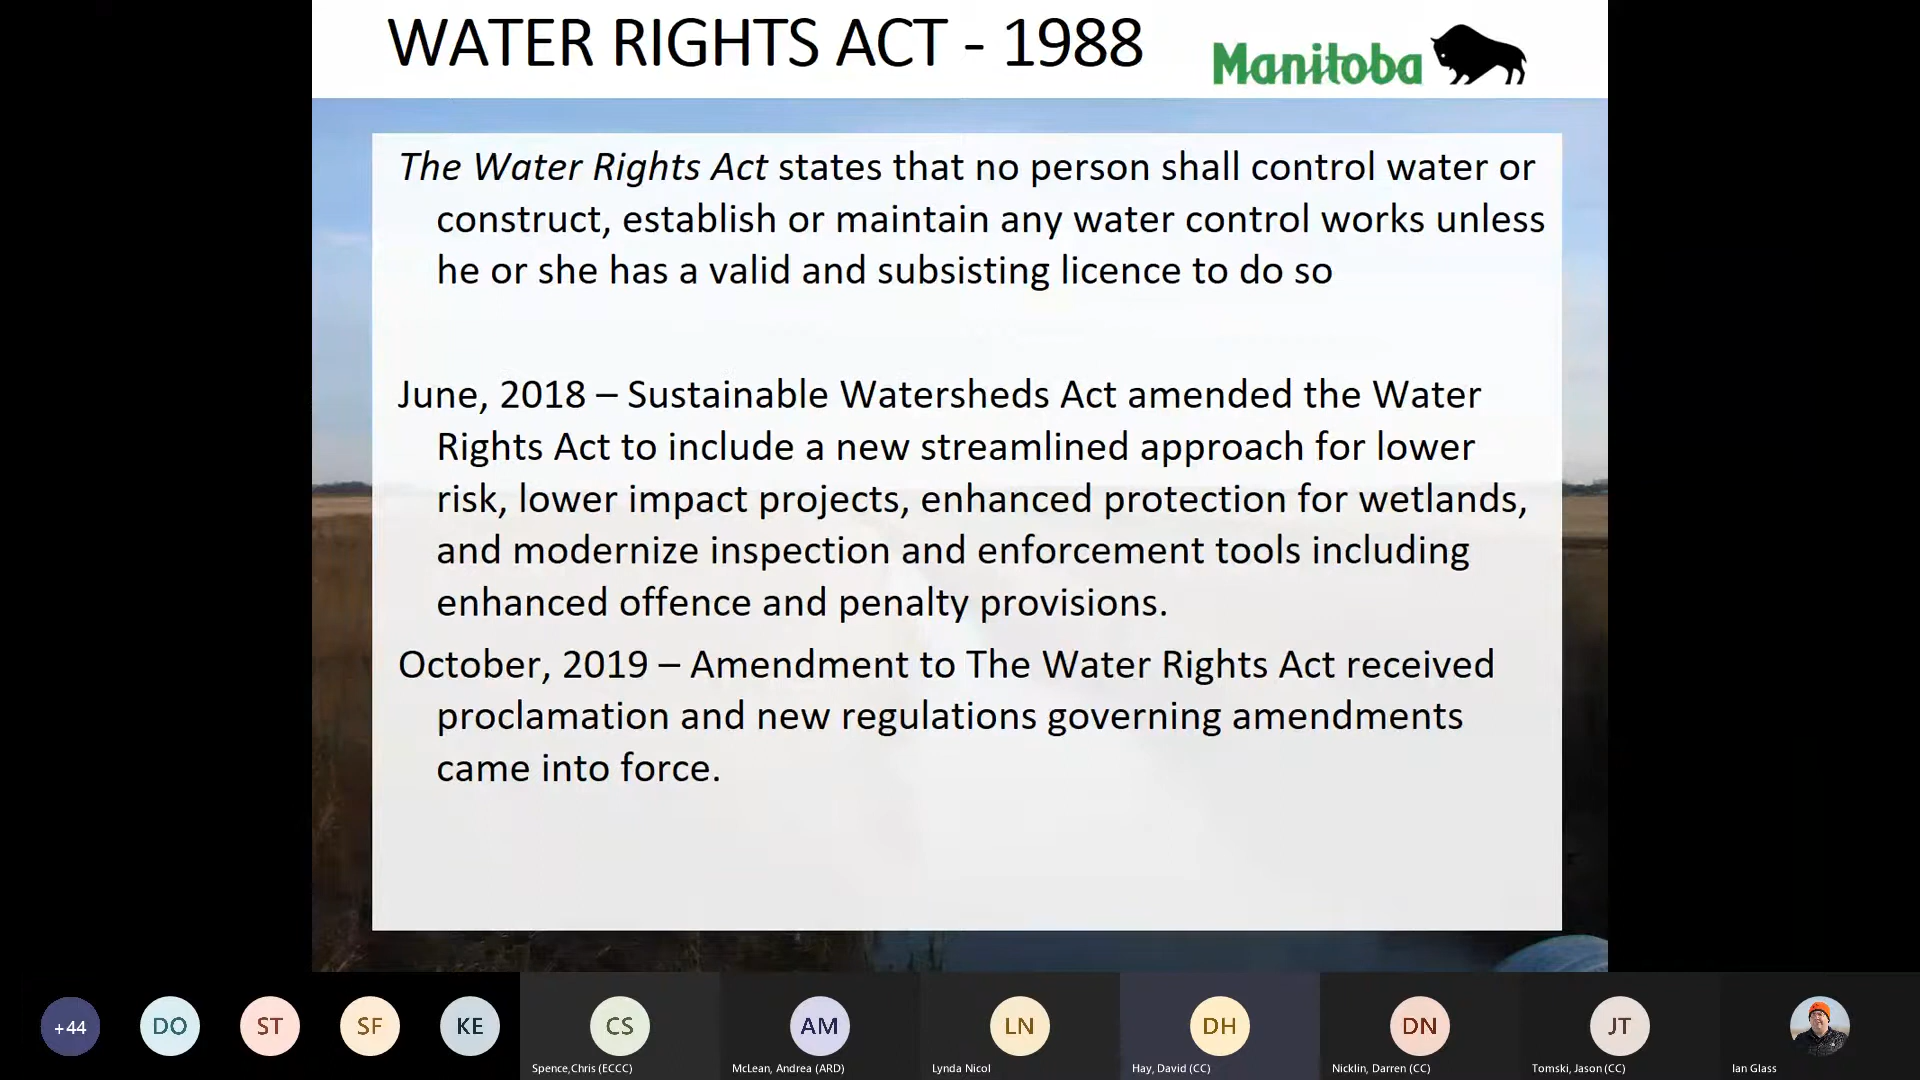 WATER RIGHTS ACT - 1988
Manitoba
The Water Rights Act states that no person shall control water or
construct, establish or maintain any water control works unless
he or she has a valid and subsisting licence to do so
June, 2018 – Sustainable Watersheds Act amended the Water
Rights Act to include a new streamlined approach for lower
risk, lower impact projects, enhanced protection for wetlands,
and modernize inspection and enforcement tools including
enhanced offence and penalty provisions.
October, 2019 – Amendment to The Water Rights Act received
proclamation and new regulations governing amendments
came into force.
+44 DO ST SF KE CS AM LN DH DN JT
Spence,Chris (ECCC) McLean, Andrea (ARD) Lynda Nicol Hay, David (CC) Nicklin, Darren (CC) Tomski, Jason (CC) Ian Glass